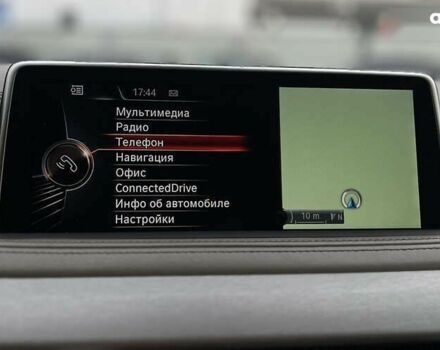 17:44
Мультимедиа
Радио
Телефон
Навигация
Офис
ConnectedDrive
Инфо об автомобиле
Настройки
10 m
N